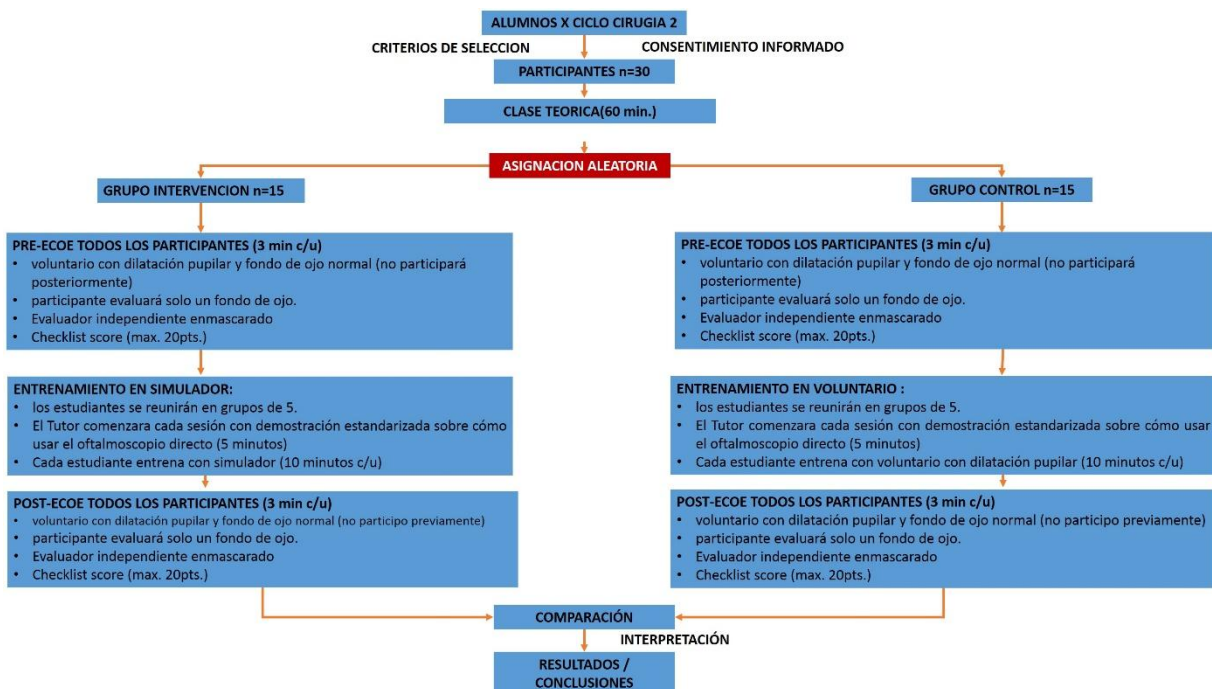 ALUMNOS X CICLO CIRUGIA 2
CRITERIOS DE SELECCION
CONSENTIMIENTO INFORMADO
PARTICIPANTES n=30
CLASE TEORICA(60 min.)
ASIGNACION ALEATORIA
GRUPO INTERVENCION n=15
PRE-ECOE TODOS LOS PARTICIPANTES (3 min c/u)
• voluntario con dilatación pupilar y fondo de ojo normal (no participará
posteriormente)
• participante evaluará solo un fondo de ojo.
• Evaluador independiente enmascarado
• Checklist score (max. 20pts.)
ENTRENAMIENTO EN SIMULADOR:
• los estudiantes se reunirán en grupos de 5.
• El Tutor comenzara cada sesión con demostración estandarizada sobre cómo
usar el oftalmoscopio directo (5 minutos)
• Cada estudiante entrena con simulador (10 minutos c/u)
POST-ECOE TODOS LOS PARTICIPANTES (3 min c/u)
• voluntario con dilatación pupilar y fondo de ojo normal (no participo previamente)
• participante evaluará solo un fondo de ojo.
• Evaluador independiente enmascarado
• Checklist score (max. 20pts.)
GRUPO CONTROL n=15
PRE-ECOE TODOS LOS PARTICIPANTES (3 min c/u)
• voluntario con dilatación pupilar y fondo de ojo normal (no participará
posteriormente)
• participante evaluará solo un fondo de ojo.
• Evaluador independiente enmascarado
• Checklist score (max. 20pts.)
ENTRENAMIENTO EN VOLUNTARIO :
• los estudiantes se reunirán en grupos de 5.
• El Tutor comenzara cada sesión con demostración estandarizada sobre cómo usar
el oftalmoscopio directo (5 minutos)
• Cada estudiante entrena con voluntario con dilatación pupilar (10 minutos c/u)
POST-ECOE TODOS LOS PARTICIPANTES (3 min c/u)
• voluntario con dilatación pupilar y fondo de ojo normal (no participo previamente)
• participante evaluará solo un fondo de ojo.
• Evaluador independiente enmascarado
• Checklist score (max. 20pts.)
COMPARACIÓN
INTERPRETACIÓN
RESULTADOS /
CONCLUSIONES